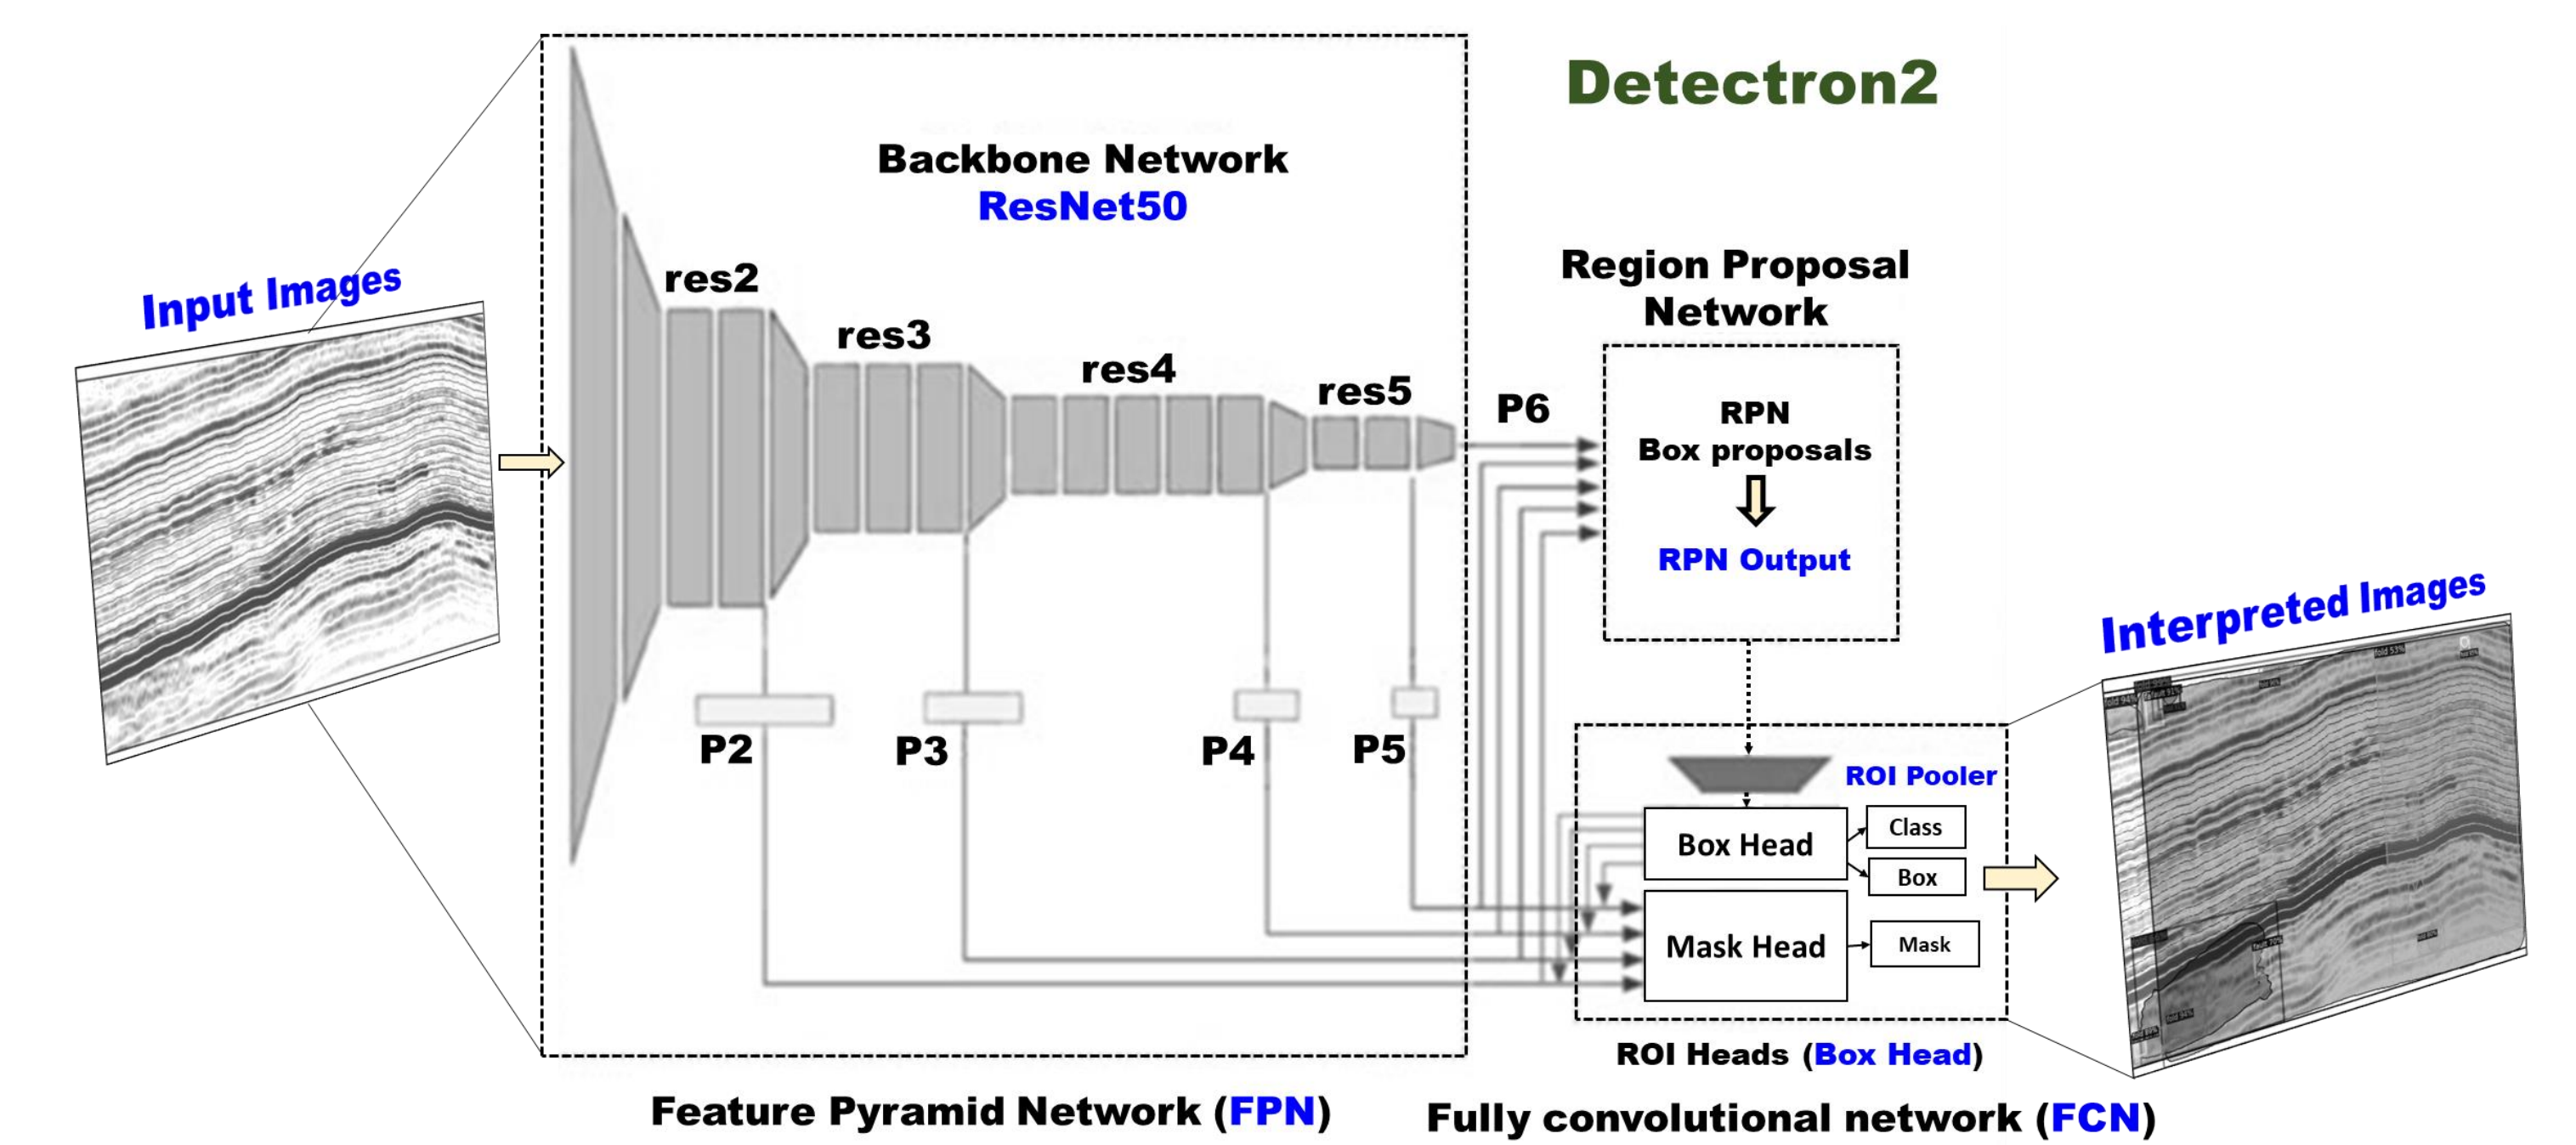 Detectron2
Backbone Network
ResNet50
Input Images
res2
res3
res4
res5
P6
Region Proposal
Network
RPN
Box proposals
RPN Output
Interpreted Images
fold 53%
P2
P3
P4
P5
ROI Pooler
Box Head
Class
Box
Mask Head
Mask
ROI Heads (Box Head)
Feature Pyramid Network (FPN)
Fully convolutional network (FCN)